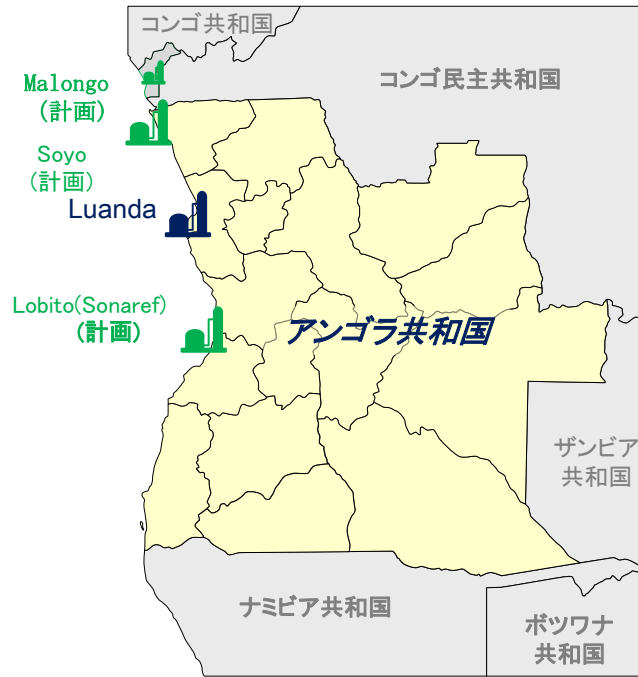 コンゴ共和国
コンゴ民主共和国
Malongo
(計画)
Soyo
(計画)
Luanda
Lobito(Sonaref)
(計画)
アンゴラ共和国
ザンビア
共和国
ナミビア共和国
ボツワナ
共和国